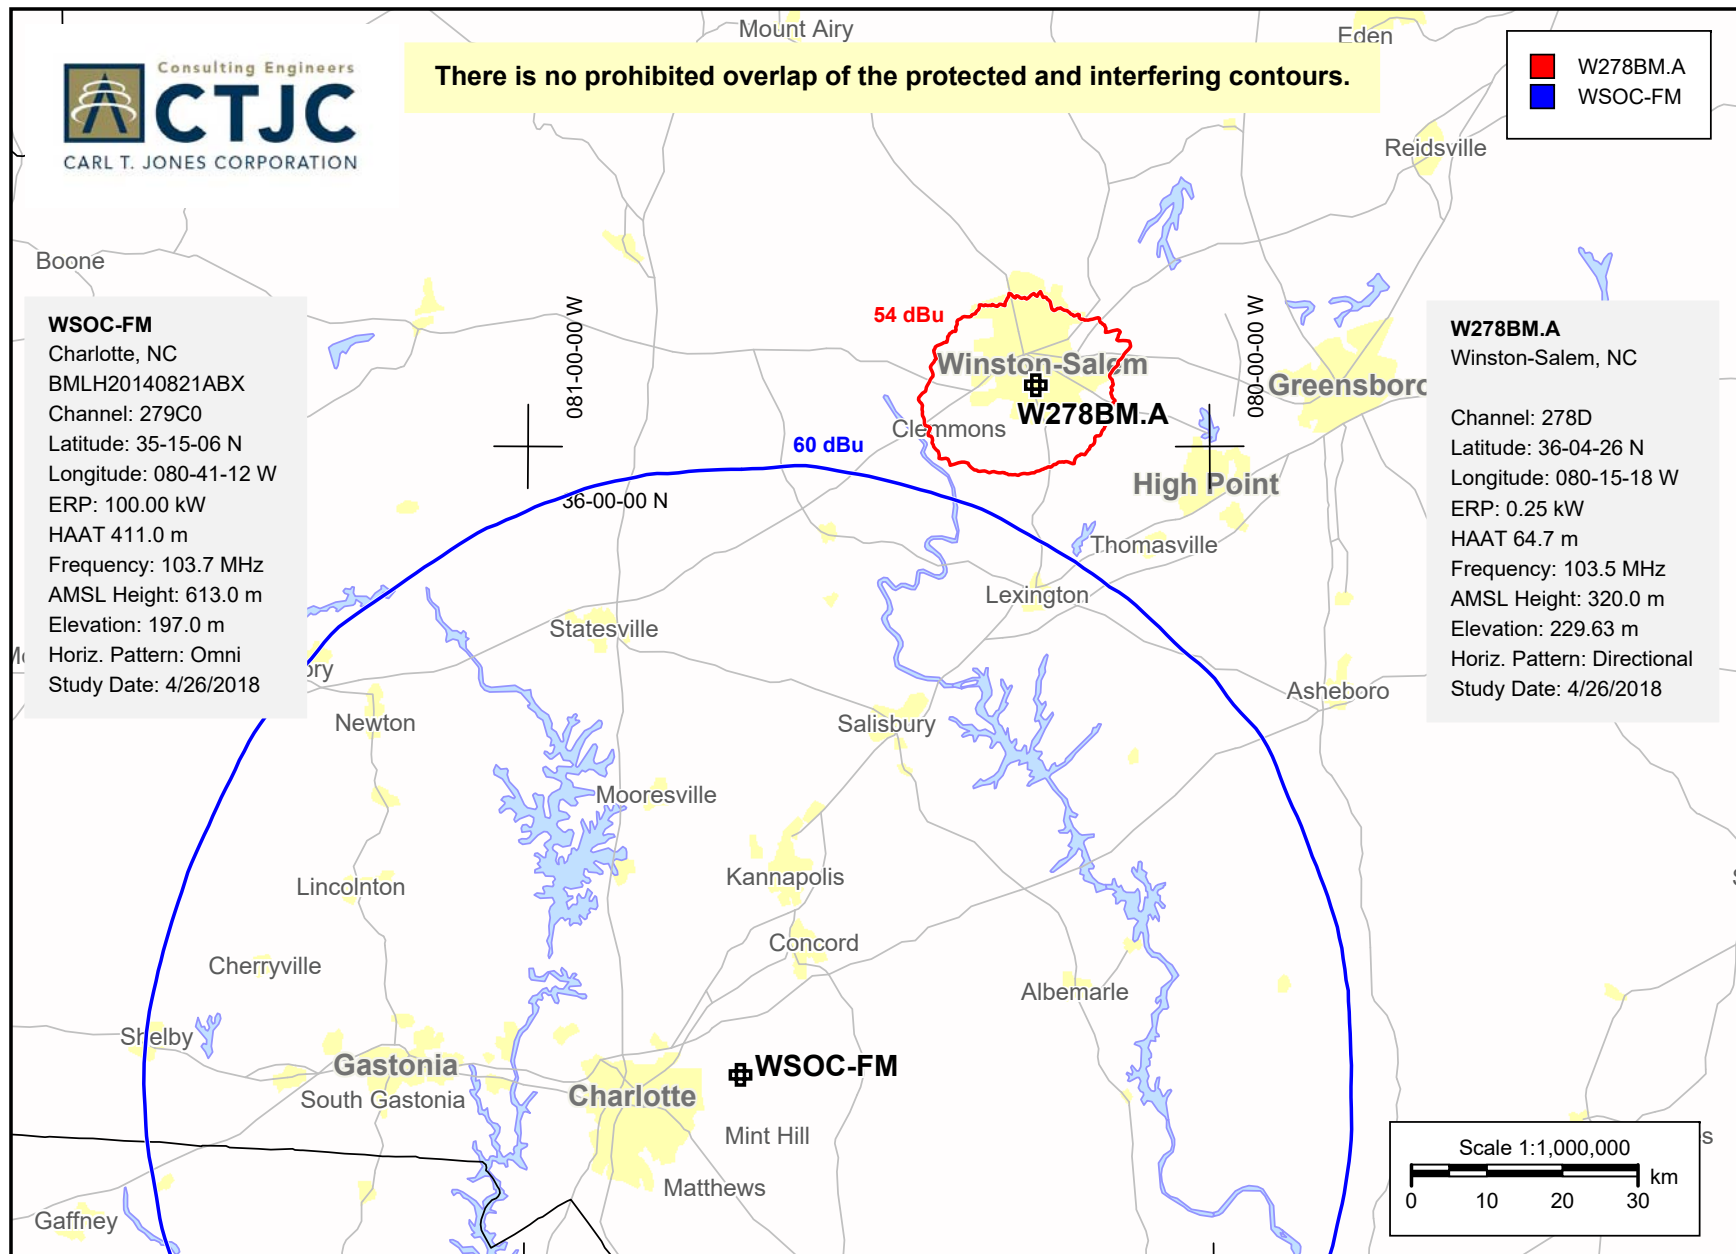 Mount Airy
Eden
Consulting Engineers
CTJC
CARL T. JONES CORPORATION
There is no prohibited overlap of the protected and interfering contours.
W278BM.A
WSOC-FM
Reidsville
Boone
WSOC-FM
Charlotte, NC
BMLH20140821ABX
Channel: 279C0
Latitude: 35-15-06 N
Longitude: 080-41-12 W
ERP: 100.00 kW
HAAT 411.0 m
Frequency: 103.7 MHz
AMSL Height: 613.0 m
Elevation: 197.0 m
Horiz. Pattern: Omni
Study Date: 4/26/2018
081-00-00 W
54 dBu
080-00-00 W
Winston-Salem
W278BM.A
Greensboro
Clemmons
60 dBu
High Point
36-00-00 N
Thomasville
Lexington
W278BM.A
Winston-Salem, NC
Channel: 278D
Latitude: 36-04-26 N
Longitude: 080-15-18 W
ERP: 0.25 kW
HAAT 64.7 m
Frequency: 103.5 MHz
AMSL Height: 320.0 m
Elevation: 229.63 m
Horiz. Pattern: Directional
Study Date: 4/26/2018
Statesville
ory
Asheboro
Newton
Salisbury
Mooresville
Kannapolis
Lincolnton
Concord
Cherryville
Albemarle
Shelby
Gastonia
WSOC-FM
South Gastonia
Charlotte
Mint Hill
Matthews
Gaffney
Scale 1:1,000,000
km
0 10 20 30
s